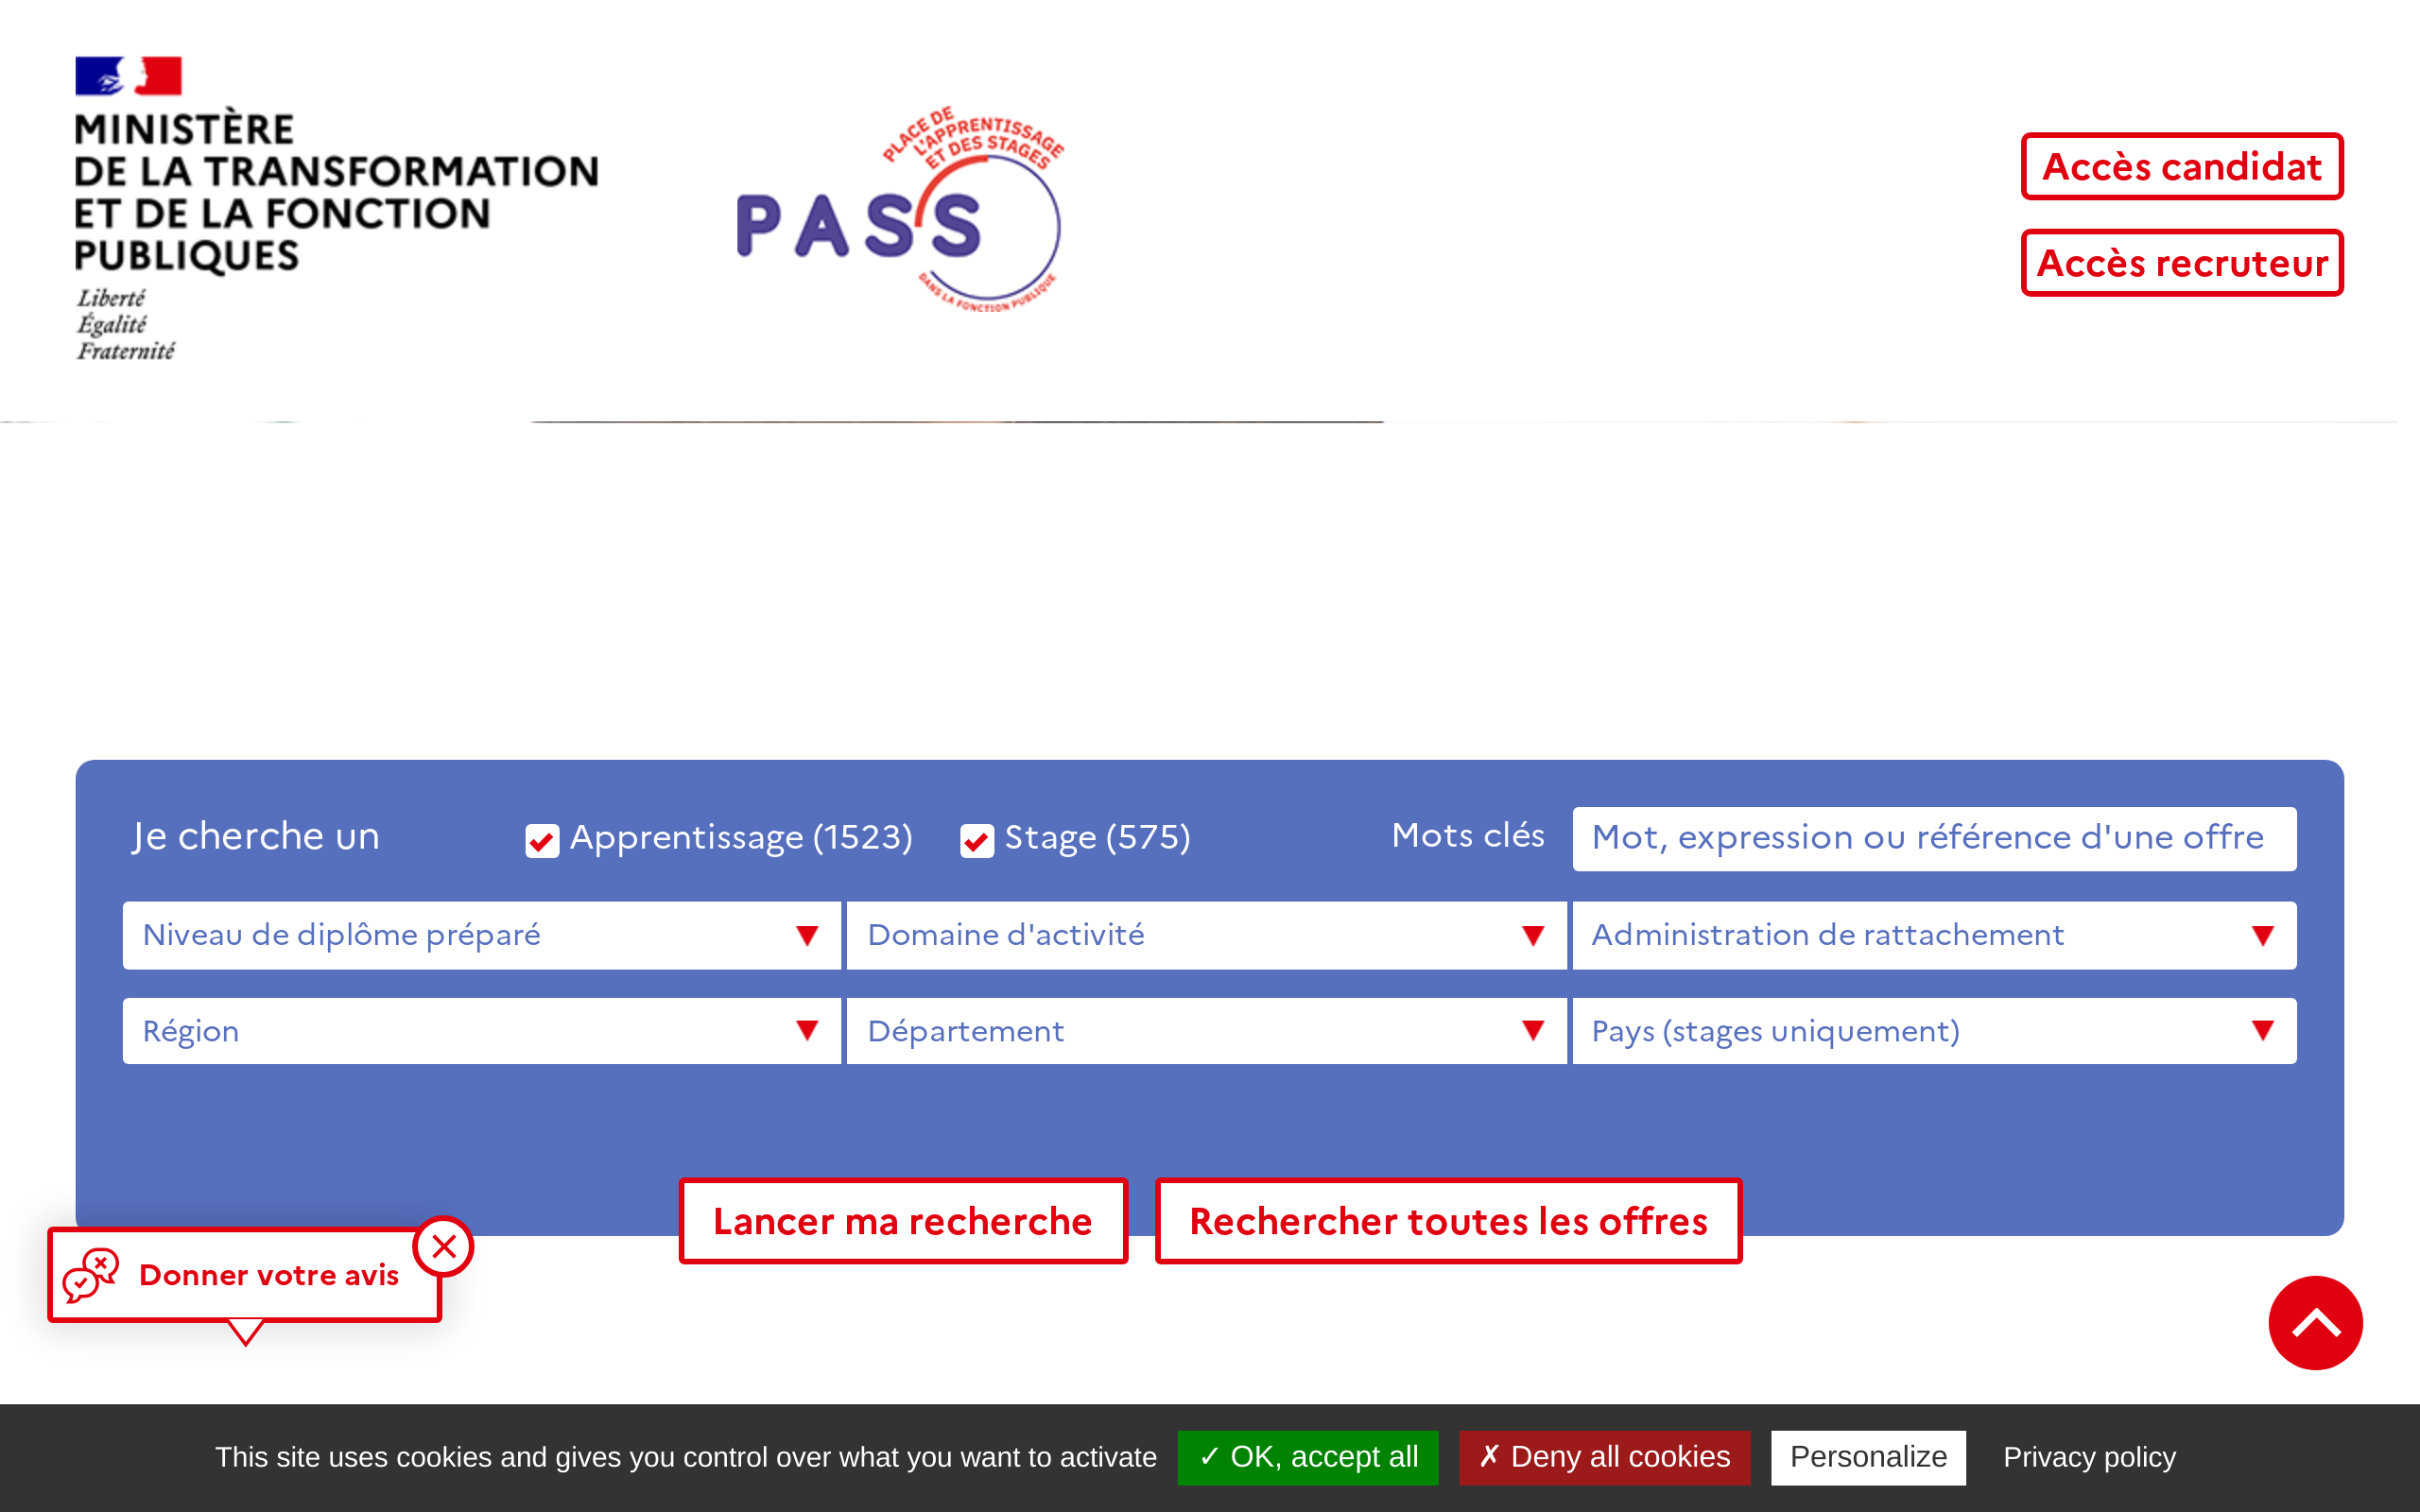 MINISTÈRE
DE LA TRANSFORMATION
ET DE LA FONCTION
PUBLIQUES
Liberté
Égalité
Fraternité
PLACE DE
L'APPRENTISSAGE
ET DES STAGES
PASS
DANS LA FONCTION PUBLIQUE
Accès candidat
Accès recruteur
Je cherche un
Apprentissage (1523)
Stage (575)
Mots clés
Mot, expression ou référence d'une offre
Niveau de diplôme préparé
Domaine d'activité
Administration de rattachement
Région
Département
Pays (stages uniquement)
Lancer ma recherche
Rechercher toutes les offres
Donner votre avis
This site uses cookies and gives you control over what you want to activate
✓ OK, accept all
✗ Deny all cookies
Personalize
Privacy policy